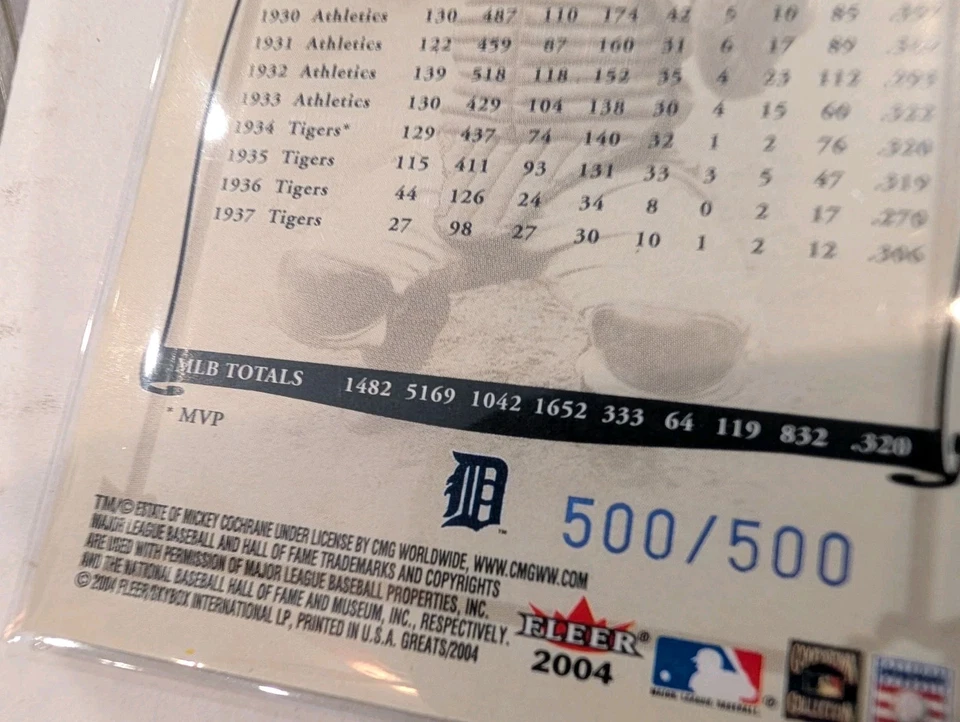 1930 Athletics 130 487 110 174 42 5 10 85
1931 Athletics 122 459 87 160 31 6 17 89
1932 Athletics 139 518 118 152 35 4 23 112 .293
1933 Athletics 130 429 104 138 30 4 15 60 .322
1934 Tigers* 129 437 74 140 32 1 2 76 .320
1935 Tigers 115 411 93 131 33 3 5 47 .319
1936 Tigers 44 126 24 34 8 0 2 17 .270
1937 Tigers 27 98 27 30 10 1 2 12 .306
MLB TOTALS 1482 5169 1042 1652 333 64 119 832 .320
* MVP
D
500/500
TM/© ESTATE OF MICKEY COCHRANE UNDER LICENSE BY CMG WORLDWIDE, WWW.CMGWW.COM
MAJOR LEAGUE BASEBALL AND HALL OF FAME TRADEMARKS AND COPYRIGHTS
ARE USED WITH PERMISSION OF MAJOR LEAGUE BASEBALL PROPERTIES, INC.
AND THE NATIONAL BASEBALL HALL OF FAME AND MUSEUM, INC., RESPECTIVELY.
© 2004 FLEER/SKYBOX INTERNATIONAL LP, PRINTED IN U.S.A. GREATS/2004
FLEER®
2004
MAJOR LEAGUE BASEBALL
COOPERSTOWN
COLLECTION